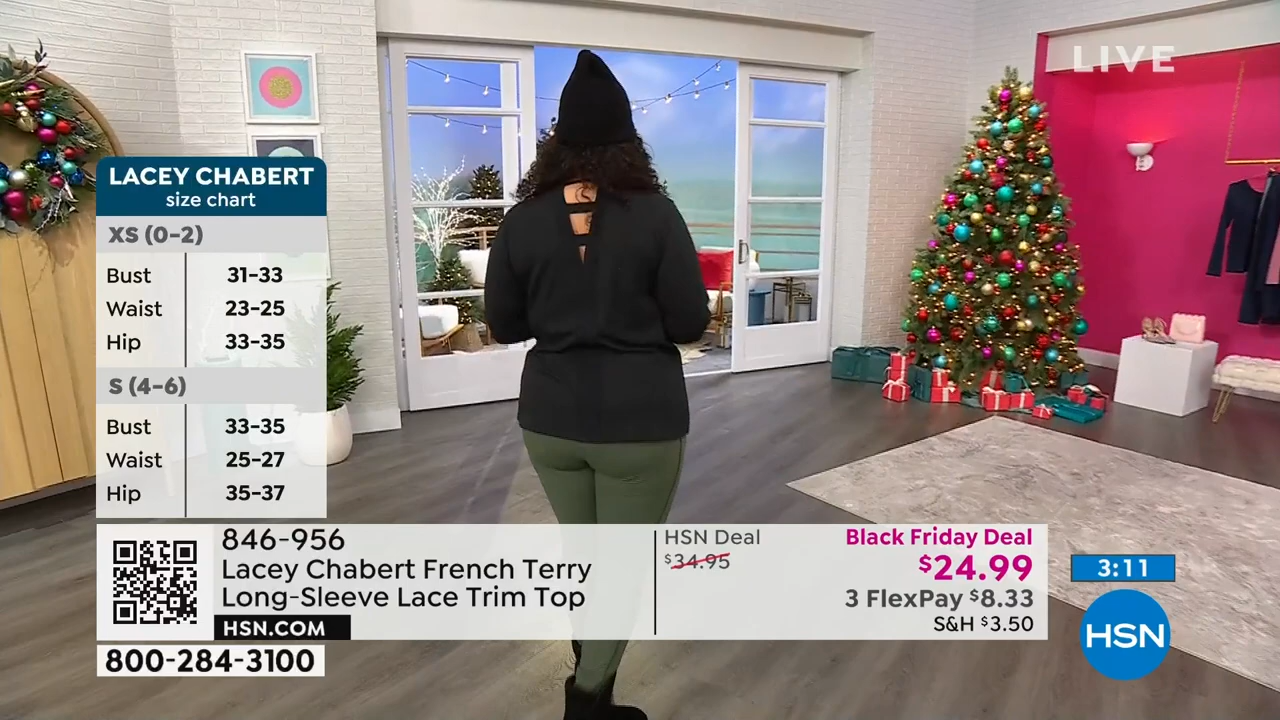 LIVE
LACEY CHABERT
size chart
XS (0-2)
Bust 31-33
Waist 23-25
Hip 33-35
S (4-6)
Bust 33-35
Waist 25-27
Hip 35-37
846-956
Lacey Chabert French Terry
Long-Sleeve Lace Trim Top
HSN.COM
800-284-3100
HSN Deal
$34.95
Black Friday Deal
$24.99
3 FlexPay $8.33
S&H $3.50
3:11
HSN